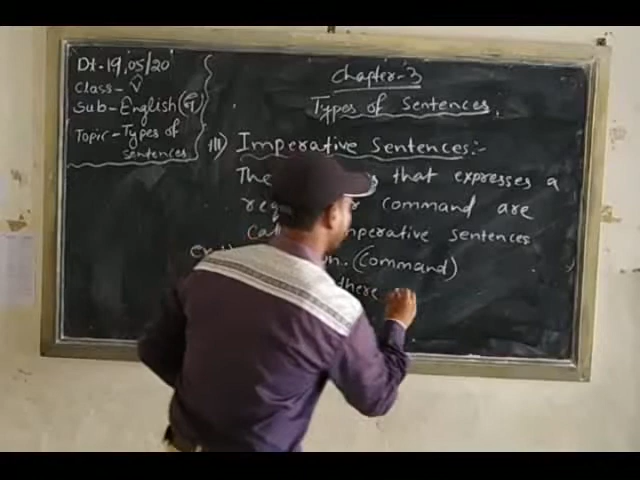 Dt-19/05/20
Class- V
Sub-English(G)
Topic-Types of
sentences
Chapter-3
Types of Sentences.
III) Imperative Sentences:-
The that expresses a
command are
imperative sentences
(Command)
there